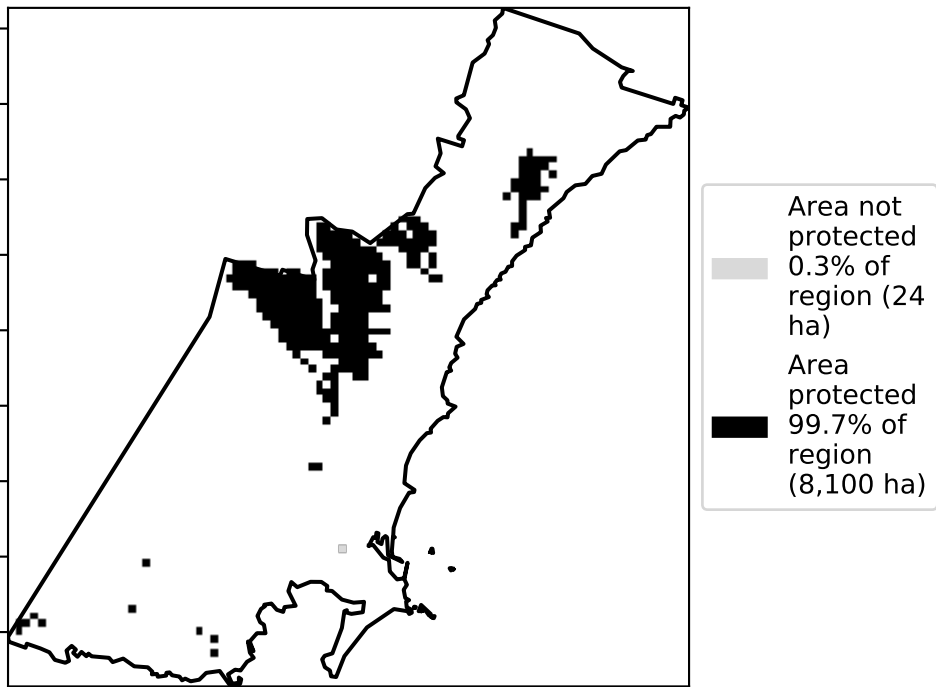 Area not
protected
0.3% of
region (24
ha)
Area
protected
99.7% of
region
(8,100 ha)